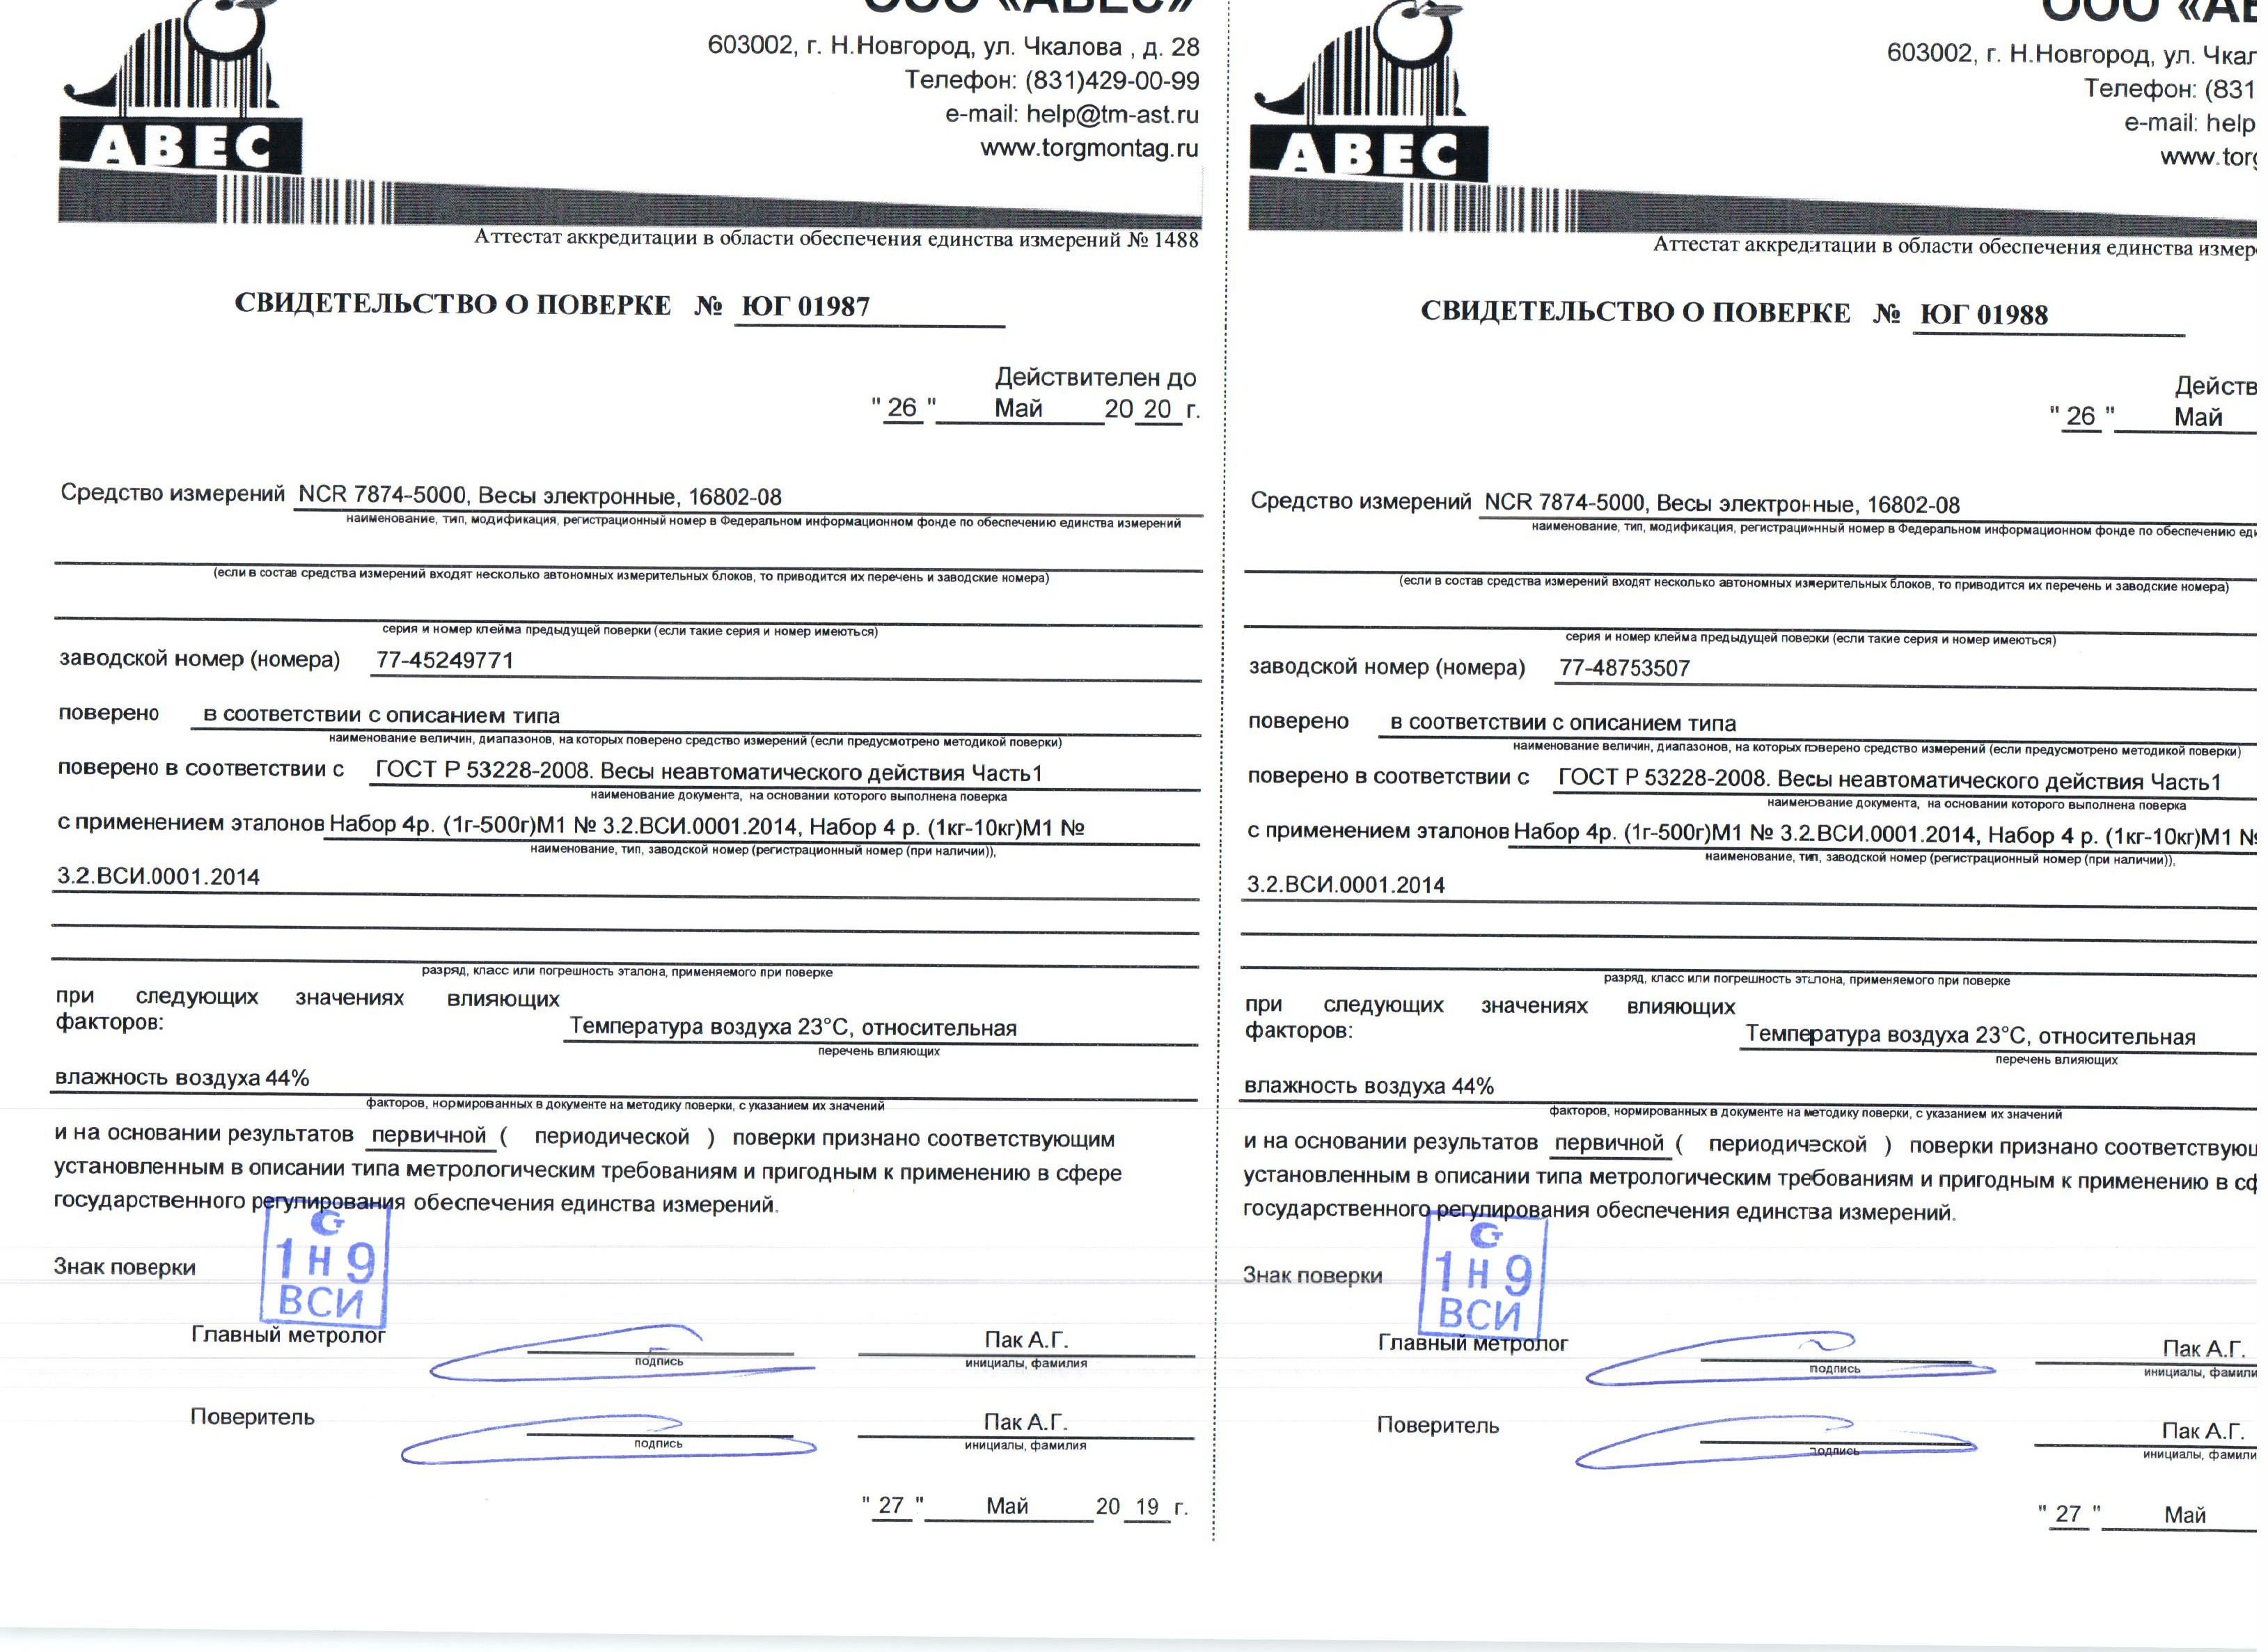 ООО «АВЕС»
603002, г. Н.Новгород, ул. Чкалова , д. 28
Телефон: (831)429-00-99
e-mail: help@tm-ast.ru
www.torgmontag.ru
АВЕС
Аттестат аккредитации в области обеспечения единства измерений № 1488
СВИДЕТЕЛЬСТВО О ПОВЕРКЕ № ЮГ 01987
Действителен до
" 26 " Май 20 20 г.
Средство измерений NCR 7874-5000, Весы электронные, 16802-08
наименование, тип, модификация, регистрационный номер в Федеральном информационном фонде по обеспечению единства измерений
(если в состав средства измерений входят несколько автономных измерительных блоков, то приводится их перечень и заводские номера)
серия и номер клейма предыдущей поверки (если такие серия и номер имеються)
заводской номер (номера) 77-45249771
поверено в соответствии с описанием типа
наименование величин, диапазонов, на которых поверено средство измерений (если предусмотрено методикой поверки)
поверено в соответствии с ГОСТ Р 53228-2008. Весы неавтоматического действия Часть1
наименование документа, на основании которого выполнена поверка
с применением эталонов Набор 4р. (1г-500г)М1 № 3.2.ВСИ.0001.2014, Набор 4 р. (1кг-10кг)М1 №
наименование, тип, заводской номер (регистрационный номер (при наличии)),
3.2.ВСИ.0001.2014
разряд, класс или погрешность эталона, применяемого при поверке
при следующих значениях влияющих
факторов: Температура воздуха 23°С, относительная
перечень влияющих
влажность воздуха 44%
факторов, нормированных в документе на методику поверки, с указанием их значений
и на основании результатов первичной ( периодической ) поверки признано соответствующим
установленным в описании типа метрологическим требованиям и пригодным к применению в сфере
государственного регулирования обеспечения единства измерений.
Знак поверки
1 Н 9
ВСИ
Главный метролог Пак А.Г.
подпись инициалы, фамилия
Поверитель Пак А.Г.
подпись инициалы, фамилия
" 27 " Май 20 19 г.
ООО «АВ
603002, г. Н.Новгород, ул. Чкал
Телефон: (831
e-mail: help
www.torg
АВЕС
Аттестат аккредитации в области обеспечения единства измер
СВИДЕТЕЛЬСТВО О ПОВЕРКЕ № ЮГ 01988
Действ
" 26 " Май
Средство измерений NCR 7874-5000, Весы электронные, 16802-08
наименование, тип, модификация, регистрационный номер в Федеральном информационном фонде по обеспечению еди
(если в состав средства измерений входят несколько автономных измерительных блоков, то приводится их перечень и заводские номера)
серия и номер клейма предыдущей поверки (если такие серия и номер имеються)
заводской номер (номера) 77-48753507
поверено в соответствии с описанием типа
наименование величин, диапазонов, на которых поверено средство измерений (если предусмотрено методикой поверки)
поверено в соответствии с ГОСТ Р 53228-2008. Весы неавтоматического действия Часть1
наименование документа, на основании которого выполнена поверка
с применением эталонов Набор 4р. (1г-500г)М1 № 3.2.ВСИ.0001.2014, Набор 4 р. (1кг-10кг)М1 №
наименование, тип, заводской номер (регистрационный номер (при наличии)),
3.2.ВСИ.0001.2014
разряд, класс или погрешность эталона, применяемого при поверке
при следующих значениях влияющих
факторов: Температура воздуха 23°С, относительная
перечень влияющих
влажность воздуха 44%
факторов, нормированных в документе на методику поверки, с указанием их значений
и на основании результатов первичной ( периодической ) поверки признано соответствующ
установленным в описании типа метрологическим требованиям и пригодным к применению в сф
государственного регулирования обеспечения единства измерений.
Знак поверки
1 Н 9
ВСИ
Главный метролог Пак А.Г.
подпись инициалы, фамили
Поверитель Пак А.Г.
подпись инициалы, фамили
" 27 " Май